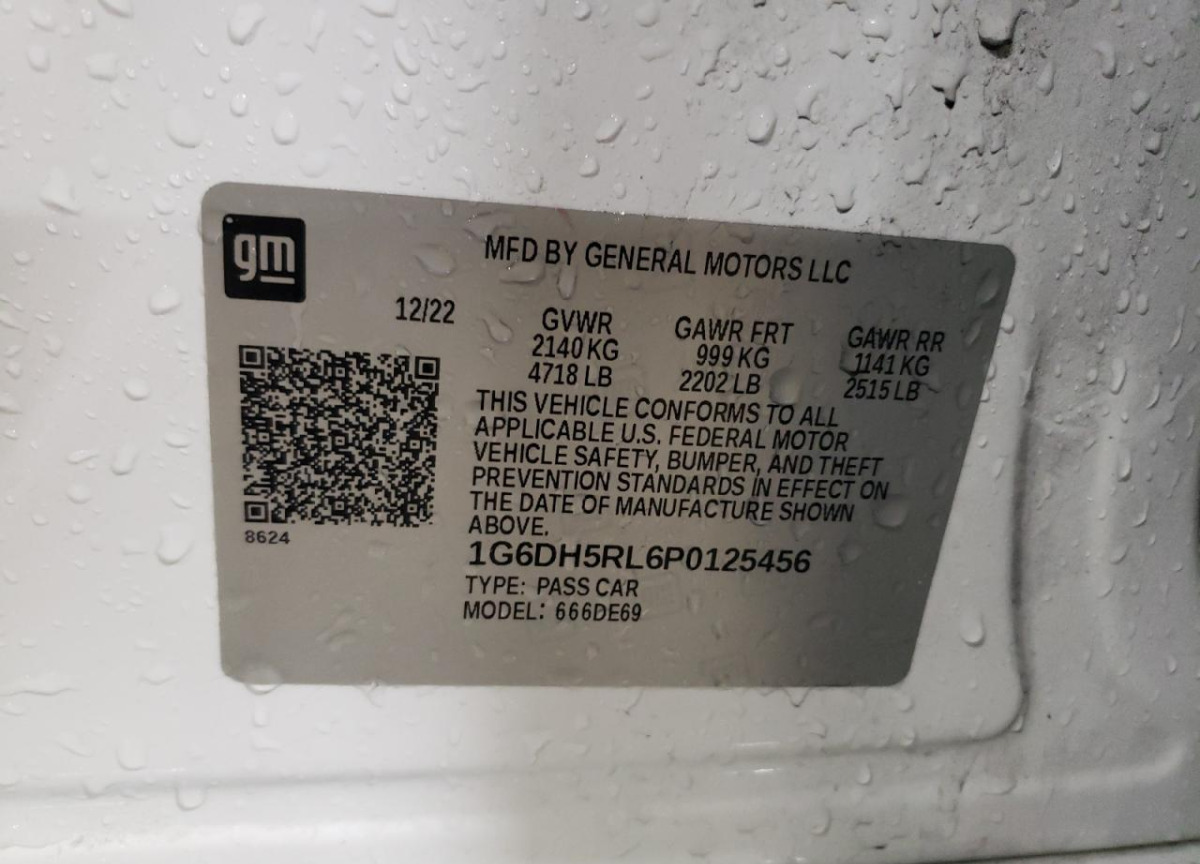 gm
MFD BY GENERAL MOTORS LLC
12/22
GVWR
2140 KG
4718 LB
GAWR FRT
999 KG
2202 LB
GAWR RR
1141 KG
2515 LB
THIS VEHICLE CONFORMS TO ALL
APPLICABLE U.S. FEDERAL MOTOR
VEHICLE SAFETY, BUMPER, AND THEFT
PREVENTION STANDARDS IN EFFECT ON
THE DATE OF MANUFACTURE SHOWN
ABOVE.
8624
1G6DH5RL6P0125456
TYPE: PASS CAR
MODEL: 666DE69